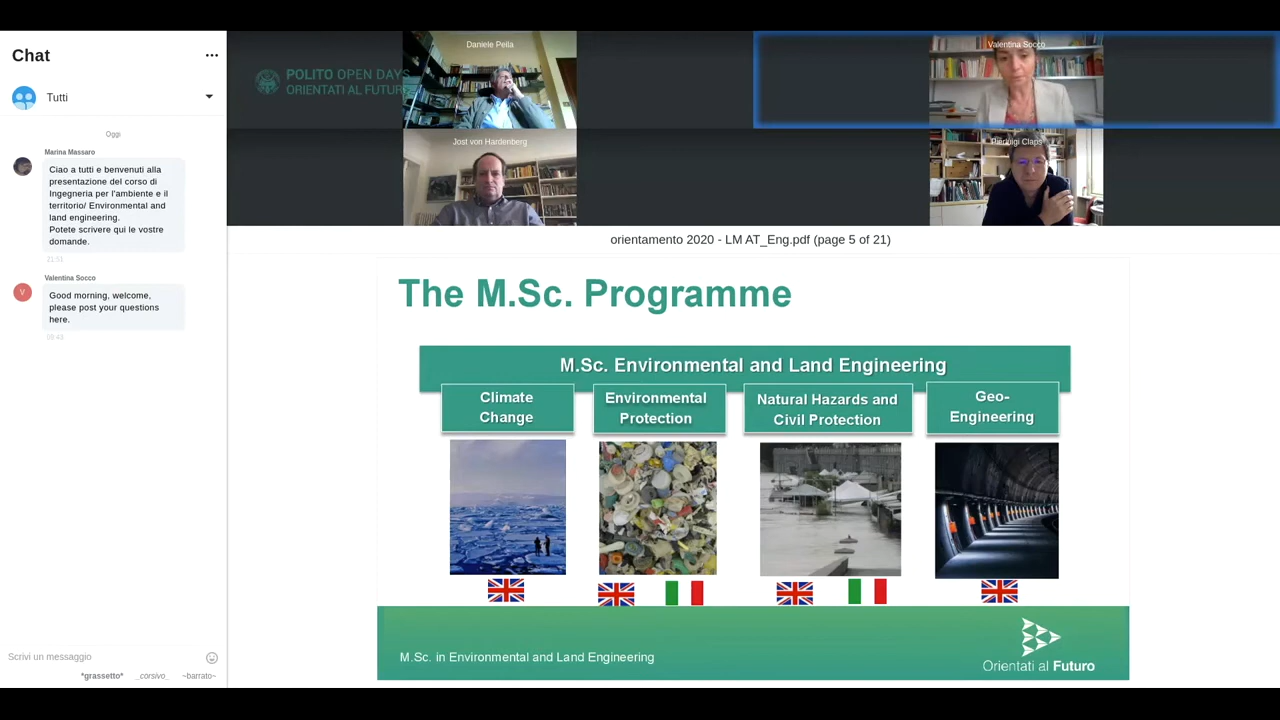 Chat
Tutti
Oggi
Marina Massaro
Ciao a tutti e benvenuti alla
presentazione del corso di
Ingegneria per l'ambiente e il
territorio/ Environmental and
land engineering.
Potete scrivere qui le vostre
domande.
21:51
Valentina Socco
V
Good morning, welcome,
please post your questions
here.
08:43
Scrivi un messaggio
*grassetto* _corsivo_ ~barrato~
POLITO OPEN DAYS
ORIENTATI AL FUTURO
Daniele Peila
Valentina Socco
Jost von Hardenberg
Pierluigi Claps
orientamento 2020 - LM AT_Eng.pdf (page 5 of 21)
The M.Sc. Programme
M.Sc. Environmental and Land Engineering
Climate
Change
Environmental
Protection
Natural Hazards and
Civil Protection
Geo-
Engineering
M.Sc. in Environmental and Land Engineering
Orientati al Futuro